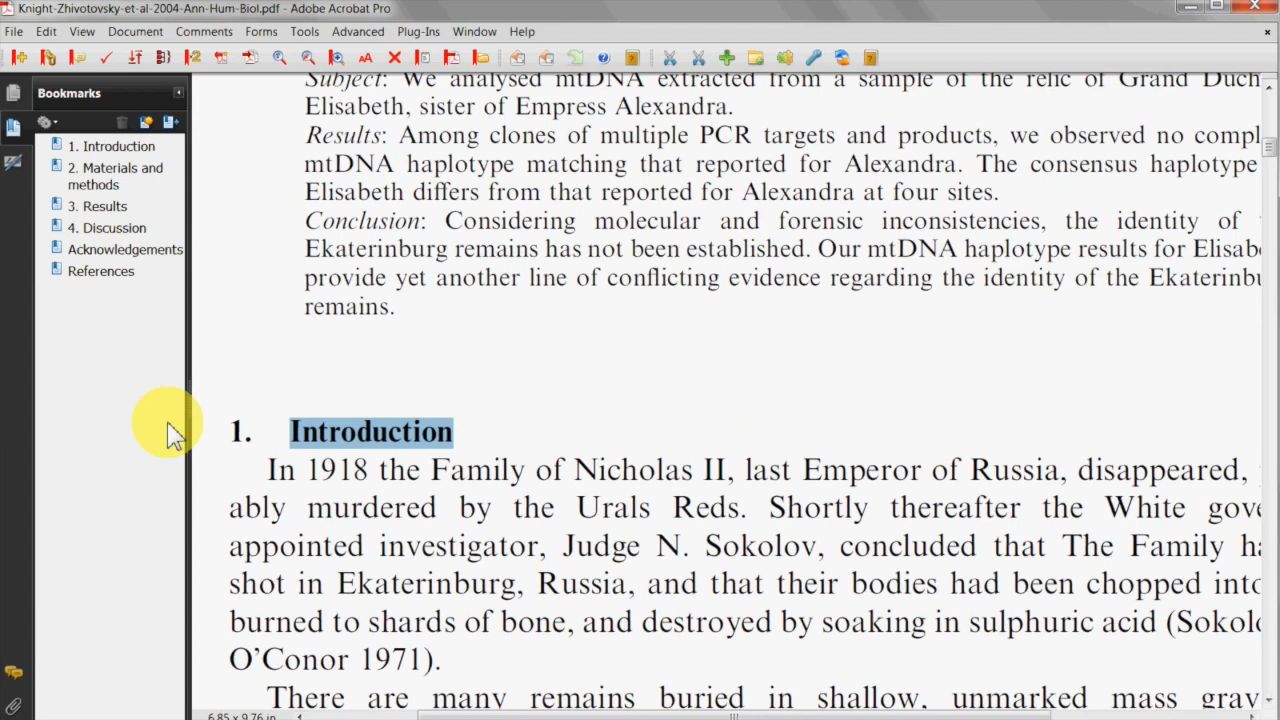 Knight-Zhivotovsky-et-al-2004-Ann-Hum-Biol.pdf - Adobe Acrobat Pro
File Edit View Document Comments Forms Tools Advanced Plug-Ins Window Help
Bookmarks
1. Introduction
2. Materials and
methods
3. Results
4. Discussion
Acknowledgements
References
Subject: We analysed mtDNA extracted from a sample of the relic of Grand Duch
Elisabeth, sister of Empress Alexandra.
Results: Among clones of multiple PCR targets and products, we observed no compl
mtDNA haplotype matching that reported for Alexandra. The consensus haplotype
Elisabeth differs from that reported for Alexandra at four sites.
Conclusion: Considering molecular and forensic inconsistencies, the identity of
Ekaterinburg remains has not been established. Our mtDNA haplotype results for Elisabe
provide yet another line of conflicting evidence regarding the identity of the Ekaterinbu
remains.
1. Introduction
In 1918 the Family of Nicholas II, last Emperor of Russia, disappeared,
ably murdered by the Urals Reds. Shortly thereafter the White gove
appointed investigator, Judge N. Sokolov, concluded that The Family ha
shot in Ekaterinburg, Russia, and that their bodies had been chopped into
burned to shards of bone, and destroyed by soaking in sulphuric acid (Sokolo
O'Conor 1971).
There are many remains buried in shallow, unmarked mass grav
6.85 x 9.76 in